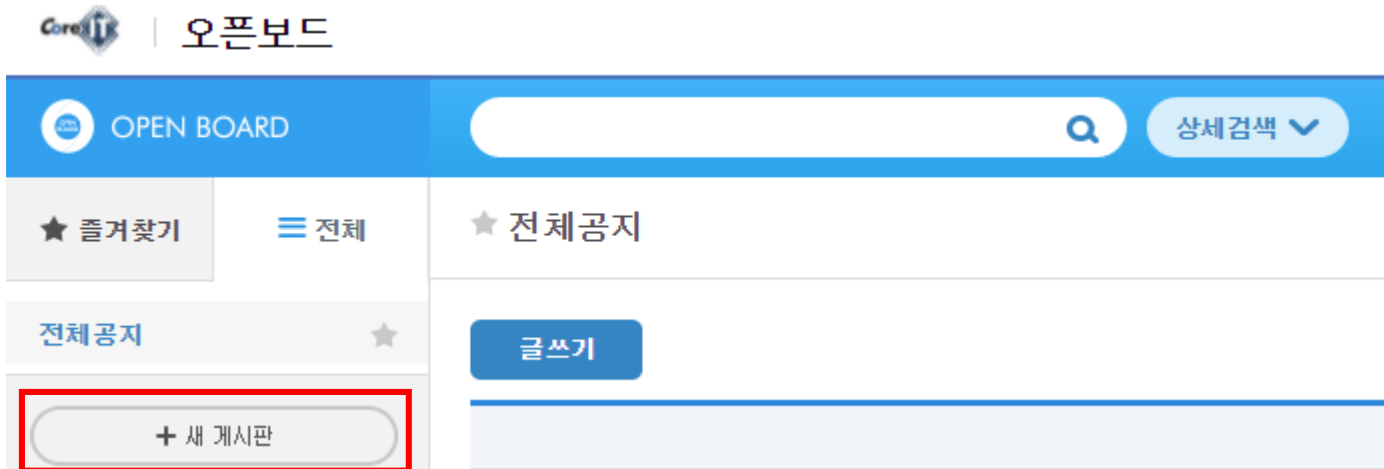 CoreIT 오픈보드
OPEN BOARD
상세검색
★ 즐겨찾기
전체
★ 전체공지
전체공지 ★
글쓰기
+ 새 게시판